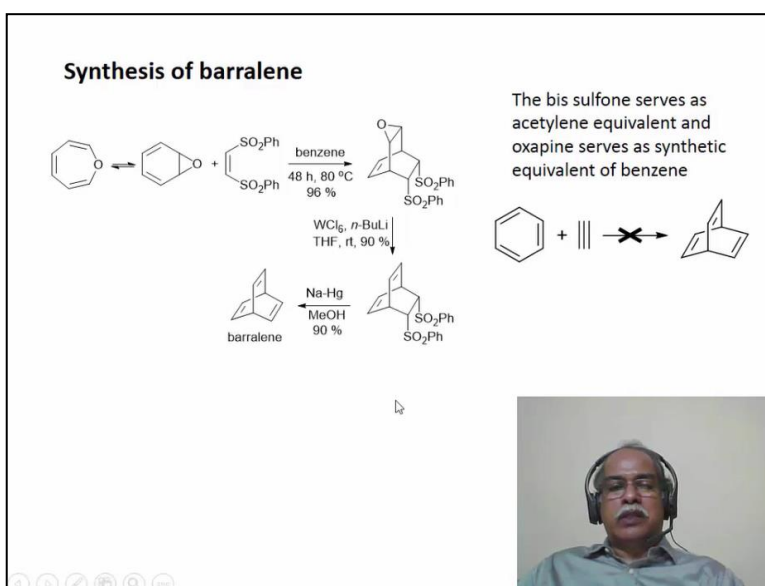 Synthesis of barralene
The bis sulfone serves as
acetylene equivalent and
oxapine serves as synthetic
equivalent of benzene
O
O
+
SO₂Ph
SO₂Ph
benzene
48 h, 80 ºC
96 %
O
SO₂Ph
SO₂Ph
WCl₆, n-BuLi
THF, rt, 90 %
+
Na-Hg
MeOH
90 %
SO₂Ph
SO₂Ph
barralene